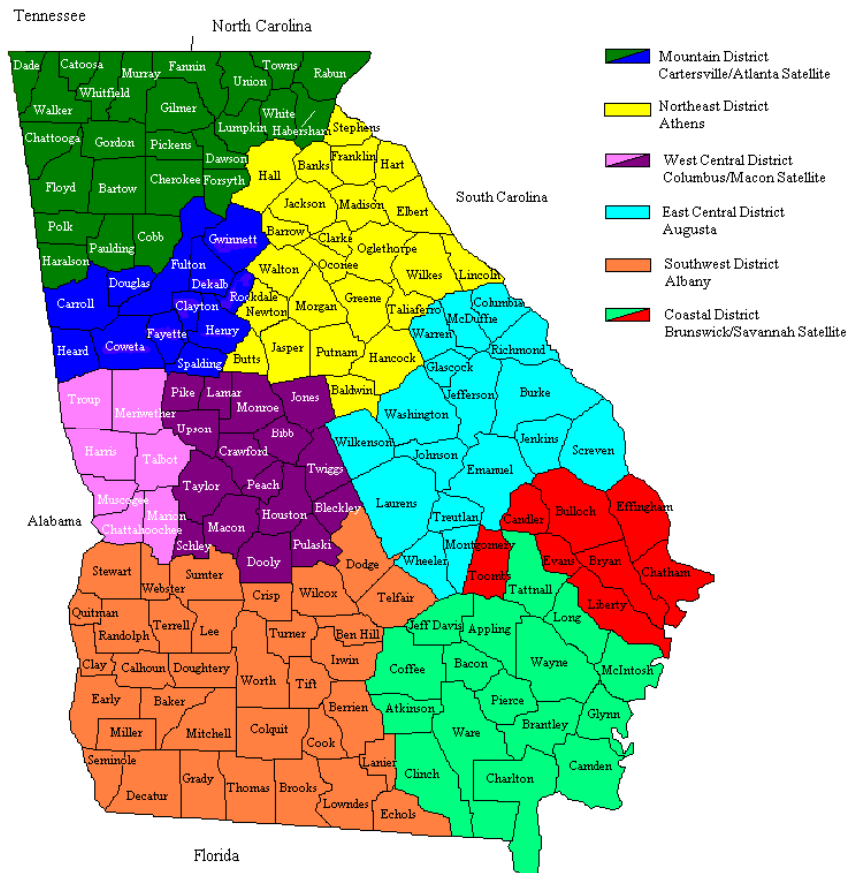 Tennessee
North Carolina
Dade
Catoosa
Fannin
Towns
Rabun
Murray
Union
Whitfield
Walker
Gilmer
White
Lumpkin
Habersham
Stephens
Chattooga
Gordon
Pickens
Dawson
Franklin
Banks
Hart
Hall
Floyd
Bartow
Cherokee
Forsyth
Jackson
Madison
Elbert
South Carolina
Polk
Cobb
Paulding
Gwinnett
Barrow
Clarke
Oglethorpe
Haralson
Fulton
Walton
Oconee
Wilkes
Lincoln
Douglas
Dekalb
Carroll
Rockdale
Clayton
Newton
Morgan
Greene
Taliaferro
Columbia
McDuffie
Fayette
Henry
Warren
Heard
Coweta
Spalding
Butts
Jasper
Putnam
Hancock
Richmond
Glascock
Troup
Meriwether
Pike
Lamar
Monroe
Jones
Baldwin
Jefferson
Burke
Washington
Upson
Bibb
Wilkenson
Harris
Talbot
Crawford
Twiggs
Johnson
Jenkins
Screven
Emanuel
Taylor
Peach
Muscogee
Bleckley
Laurens
Houston
Alabama
Chattahoochee
Marion
Macon
Treutlan
Candler
Bulloch
Effingham
Schley
Dooly
Pulaski
Montgomery
Wheeler
Toombs
Evans
Bryan
Chatham
Stewart
Webster
Sumter
Dodge
Crisp
Wilcox
Telfair
Tattnall
Liberty
Quitman
Randolph
Terrell
Lee
Turner
Ben Hill
Jeff Davis
Appling
Long
Clay
Calhoun
Doughtery
Irwin
Coffee
Bacon
Wayne
McIntosh
Early
Baker
Worth
Tift
Berrien
Atkinson
Pierce
Brantley
Glynn
Miller
Mitchell
Colquit
Cook
Ware
Seminole
Lanier
Clinch
Charlton
Camden
Decatur
Grady
Thomas
Brooks
Lowndes
Echols
Florida
Mountain District
Cartersville/Atlanta Satellite
Northeast District
Athens
West Central District
Columbus/Macon Satellite
East Central District
Augusta
Southwest District
Albany
Coastal District
Brunswick/Savannah Satellite